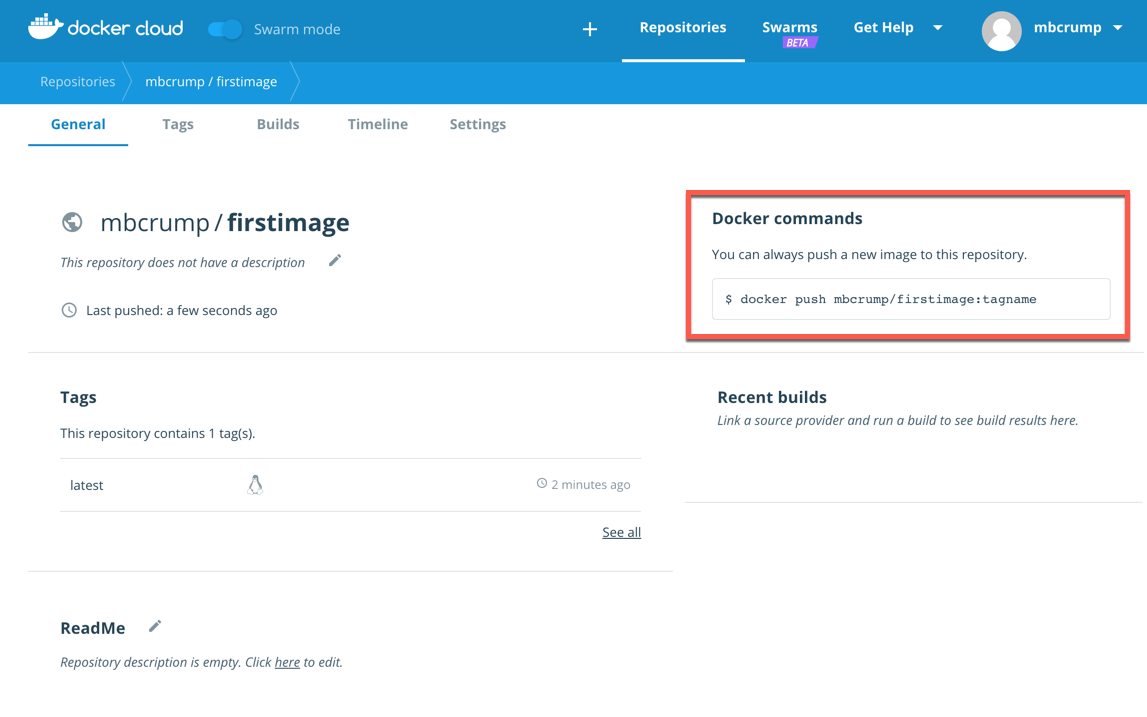 docker cloud
Swarm mode
+
Repositories
Swarms
BETA
Get Help
mbcrump
Repositories
mbcrump / firstimage
General
Tags
Builds
Timeline
Settings
mbcrump / firstimage
This repository does not have a description
Last pushed: a few seconds ago
Docker commands
You can always push a new image to this repository.
$ docker push mbcrump/firstimage:tagname
Tags
This repository contains 1 tag(s).
latest
2 minutes ago
See all
Recent builds
Link a source provider and run a build to see build results here.
ReadMe
Repository description is empty. Click here to edit.